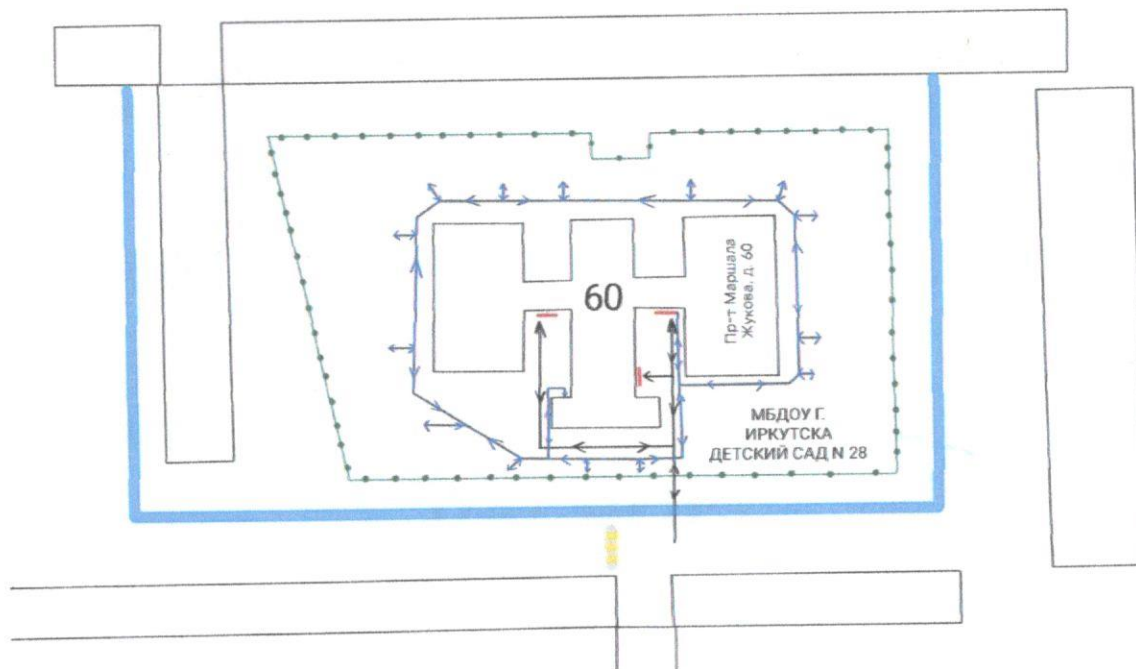 60
Пр-т Маршала
Жукова, д. 60
МБДОУ Г.
ИРКУТСКА
ДЕТСКИЙ САД N 28